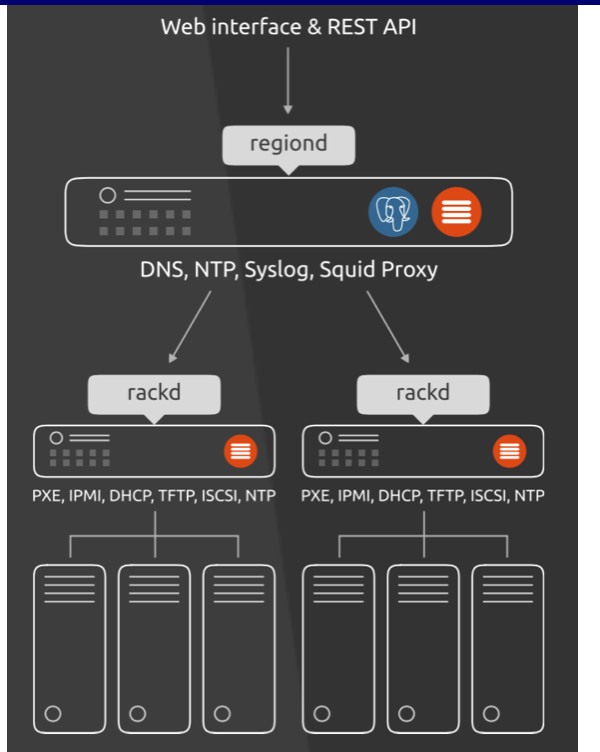 Web interface & REST API
regiond
DNS, NTP, Syslog, Squid Proxy
rackd
rackd
PXE, IPMI, DHCP, TFTP, ISCSI, NTP
PXE, IPMI, DHCP, TFTP, ISCSI, NTP